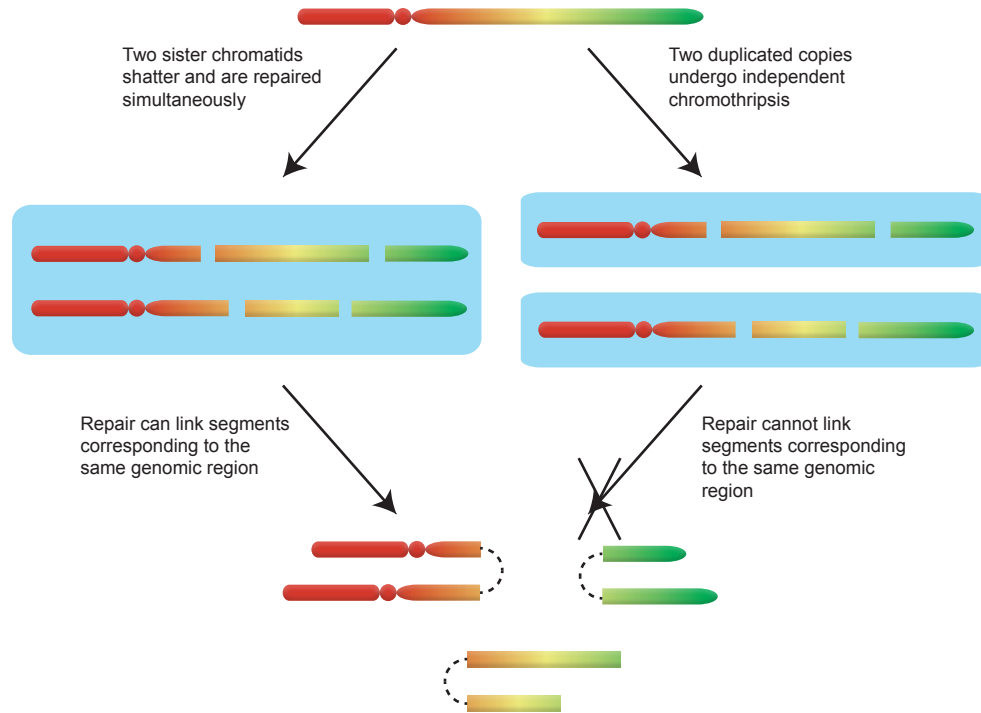 Two sister chromatids
shatter and are repaired
simultaneously
Two duplicated copies
undergo independent
chromothripsis
Repair can link segments
corresponding to the
same genomic region
Repair cannot link
segments corresponding
to the same genomic
region